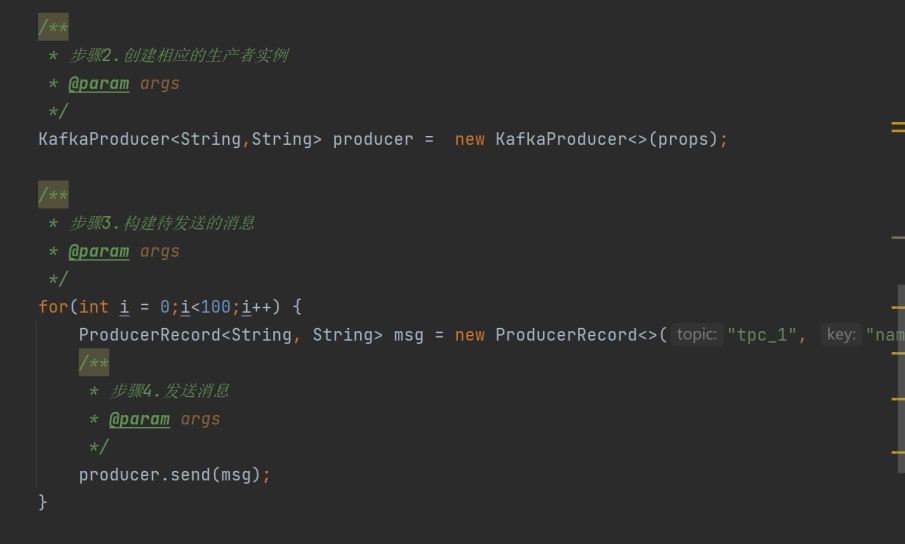 /**
 * 步骤2.创建相应的生产者实例
 * @param args
 */
KafkaProducer<String,String> producer =  new KafkaProducer<>(props);
/**
 * 步骤3.构建待发送的消息
 * @param args
 */
for(int i = 0;i<100;i++) {
    ProducerRecord<String, String> msg = new ProducerRecord<>( topic: "tpc_1", key: "nam
    /**
     * 步骤4.发送消息
     * @param args
     */
    producer.send(msg);
}